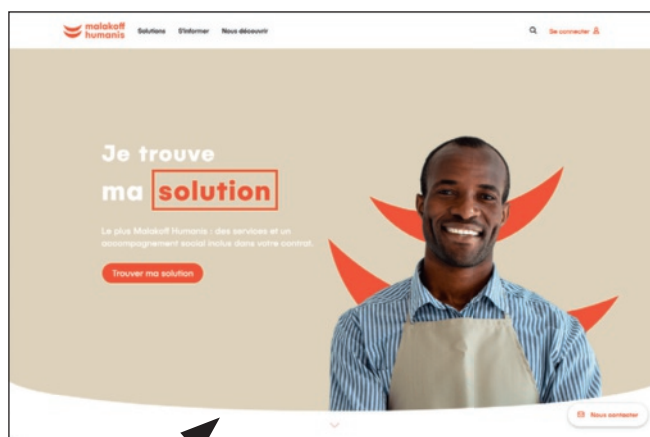 malakoff
humanis
Solutions S'informer Nous découvrir
Se connecter
Je trouve
ma solution
Le plus Malakoff Humanis : des services et un
accompagnement social inclus dans votre contrat.
Trouver ma solution
Nous contacter